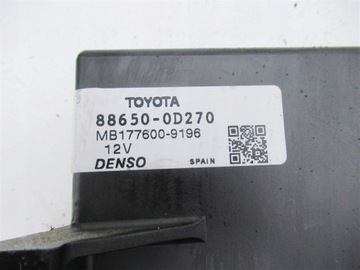 TOYOTA
88650-0D270
MB177600-9196
12V
DENSO SPAIN